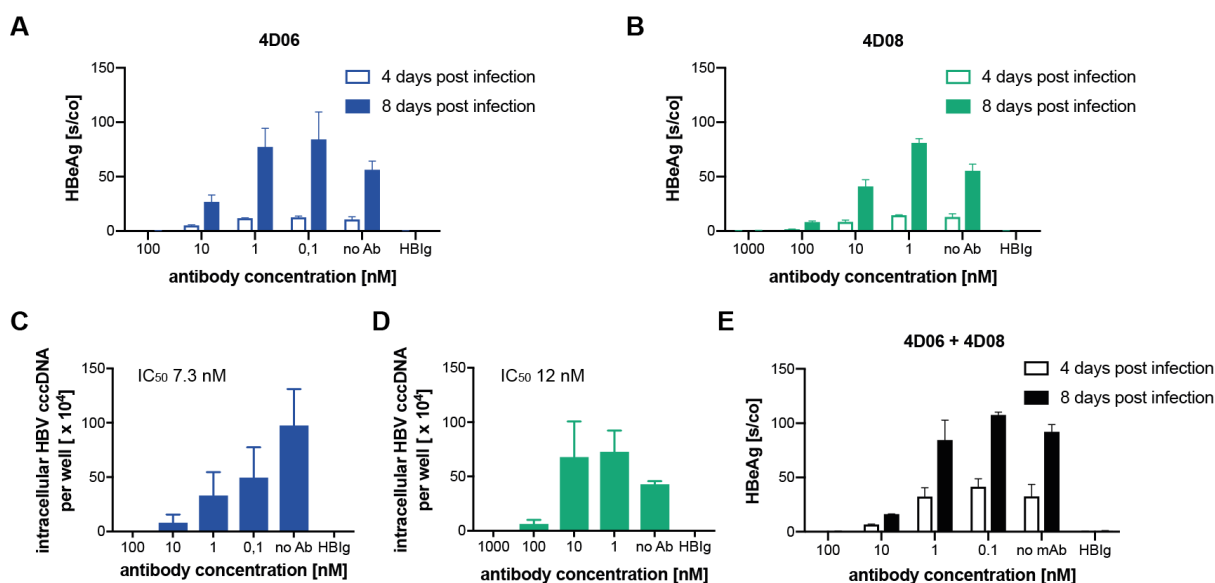 A
4D06
HBeAg [s/co]
150
100
50
0
4 days post infection
8 days post infection
100 10 1 0,1 no Ab HBIg
antibody concentration [nM]
B
4D08
HBeAg [s/co]
150
100
50
0
4 days post infection
8 days post infection
1000 100 10 1 no Ab HBIg
antibody concentration [nM]
C
intracellular HBV cccDNA
per well [ x 10⁴]
150
100
50
0
IC₅₀ 7.3 nM
100 10 1 0,1 no Ab HBIg
antibody concentration [nM]
D
intracellular HBV cccDNA
per well [ x 10⁴]
150
100
50
0
IC₅₀ 12 nM
1000 100 10 1 no Ab HBIg
antibody concentration [nM]
E
4D06 + 4D08
HBeAg [s/co]
150
100
50
0
4 days post infection
8 days post infection
100 10 1 0.1 no mAb HBIg
antibody concentration [nM]